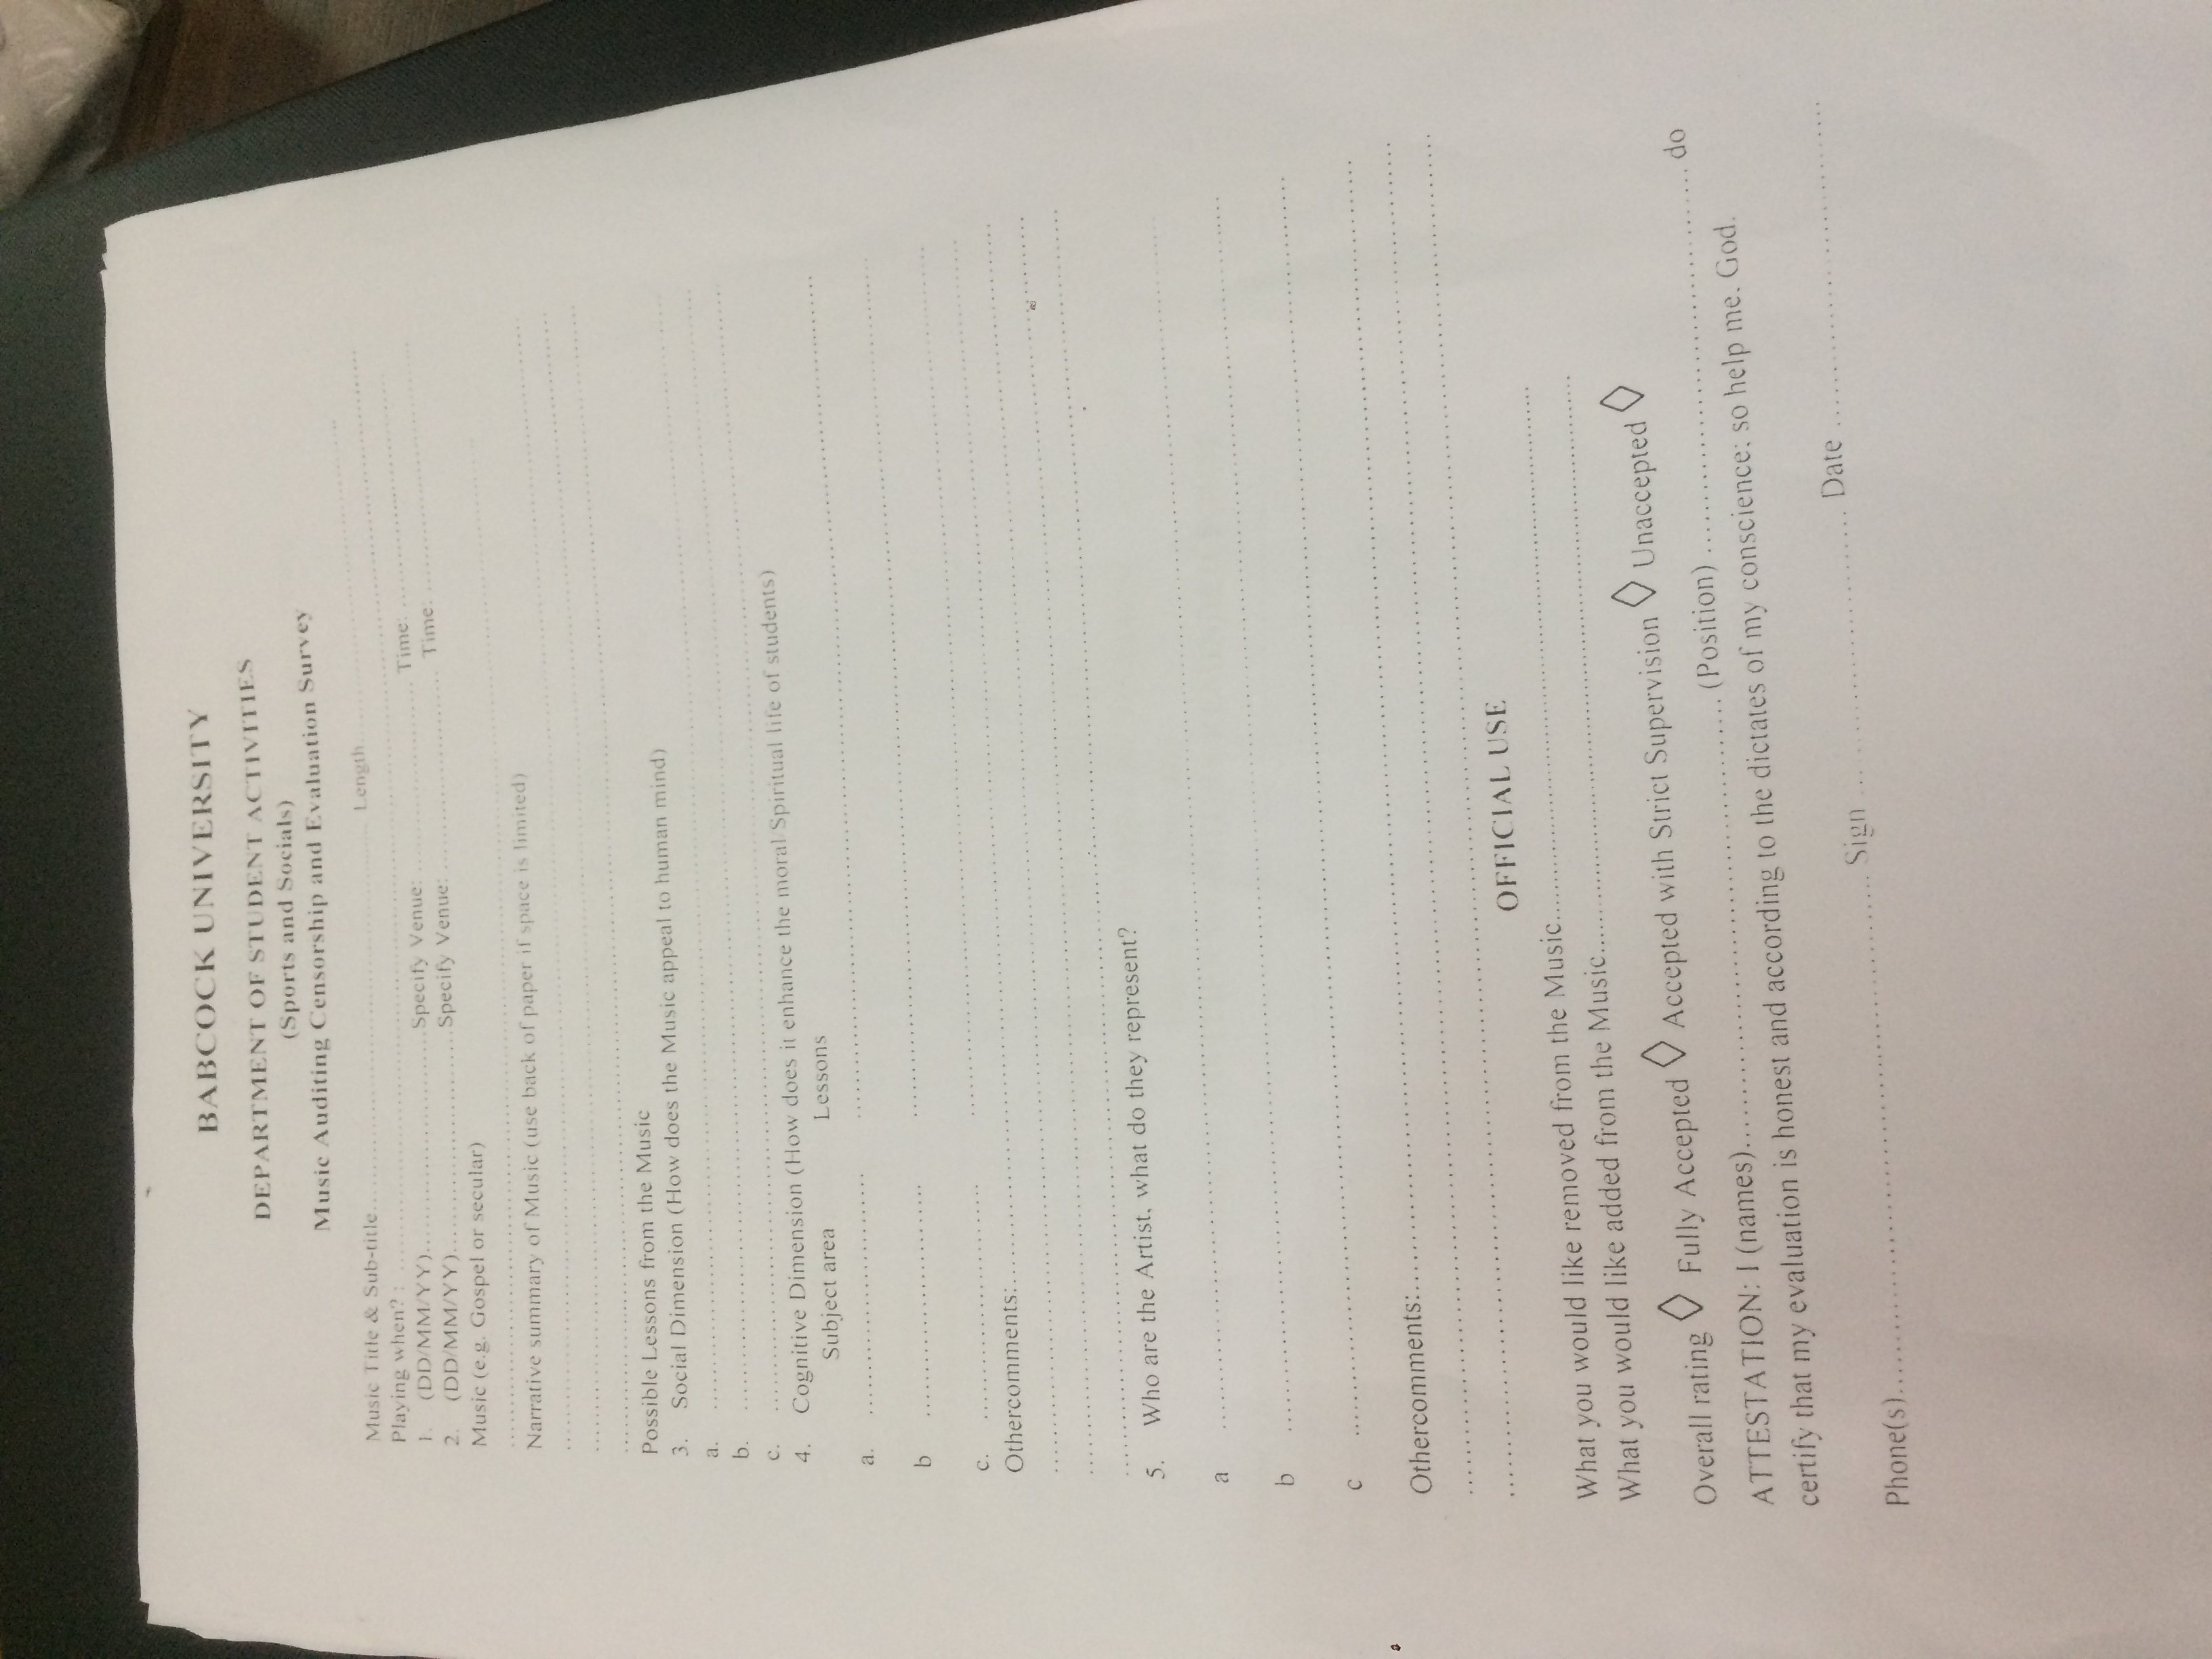 BABCOCK UNIVERSITY
DEPARTMENT OF STUDENT ACTIVITIES
(Sports and Socials)
Music Auditing Censorship and Evaluation Survey
Music Title & Sub-title.......................................................... Length..................................................
Playing when? : ..............................................................................................................................
1. (DD/MM/YY)..............................Specify Venue: ......................... Time: ..............................
2. (DD/MM/YY)..............................Specify Venue: ......................... Time: ..............................
Music (e.g. Gospel or secular)
..............................................................................................................................
Narrative summary of Music (use back of paper if space is limited)
..............................................................................................................................
..............................................................................................................................
..............................................................................................................................
Possible Lessons from the Music
3. Social Dimension (How does the Music appeal to human mind)
a. ..............................................................................................................................
b. ..............................................................................................................................
c. ..............................................................................................................................
4. Cognitive Dimension (How does it enhance the moral/Spiritual life of students)
Subject area Lessons
a. .............................. ..........................................................................................
b .............................. ..........................................................................................
c. .............................. ..........................................................................................
Othercomments:..............................................................................................................
..............................................................................................................................
..............................................................................................................................
..............................................................................................................................
5. Who are the Artist, what do they represent?
a ..............................................................................................................................
b ..............................................................................................................................
c ..............................................................................................................................
Othercomments:..............................................................................................................
..............................................................................................................................
..............................................................................................................................
OFFICIAL USE
What you would like removed from the Music......................................................................
What you would like added from the Music..........................................................................
Overall rating ◊ Fully Accepted ◊ Accepted with Strict Supervision ◊ Unaccepted ◊
ATTESTATION: I (names).................................................. (Position) .......................................... do
certify that my evaluation is honest and according to the dictates of my conscience; so help me, God.
Phone(s).......................................................... Sign ................................ Date ....................................